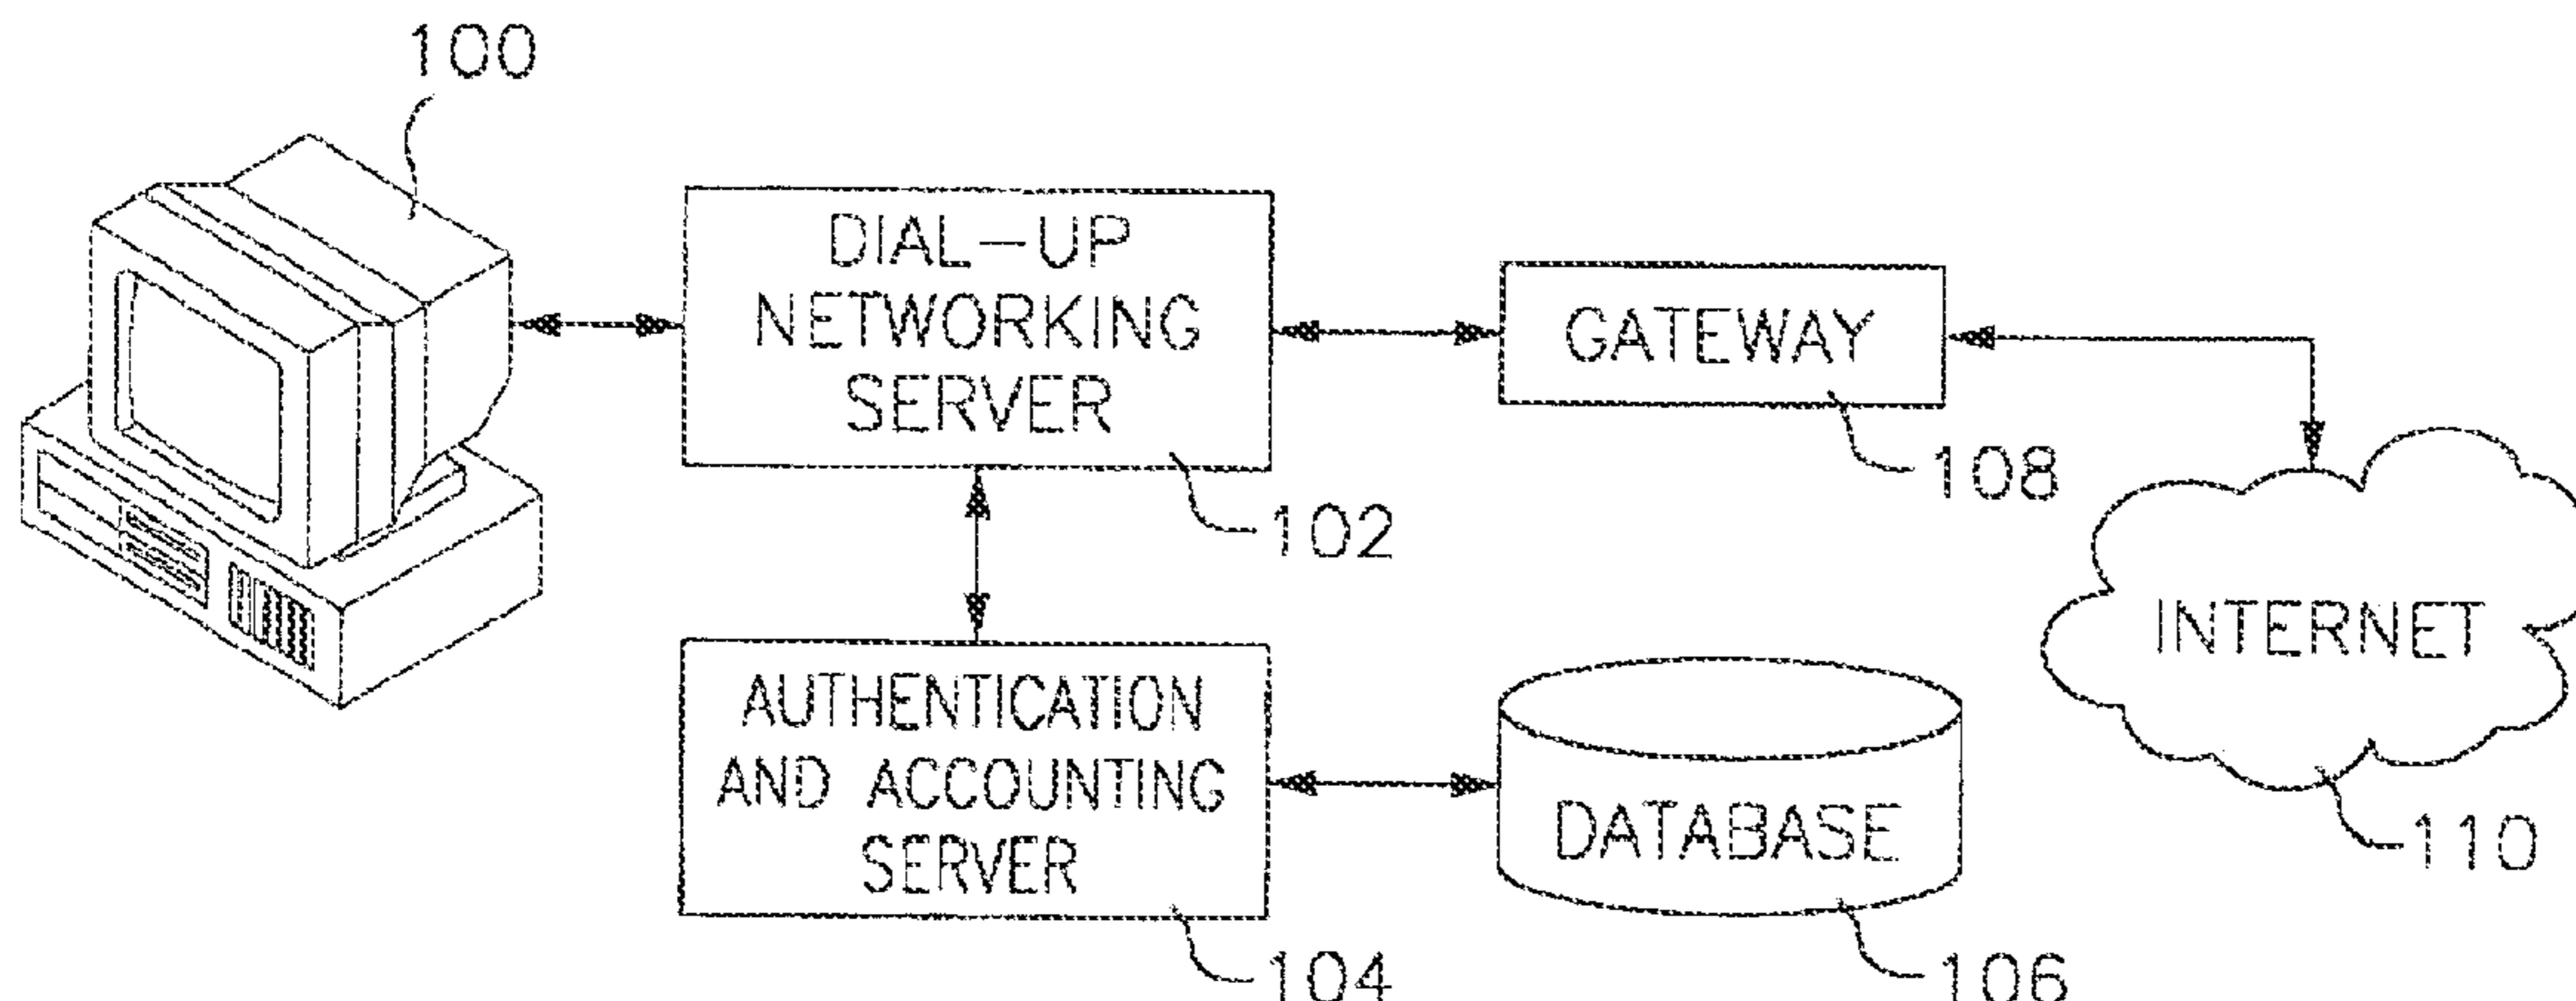 100
DIAL-UP
NETWORKING
SERVER
102
GATEWAY
108
INTERNET
110
AUTHENTICATION
AND ACCOUNTING
SERVER
104
DATABASE
106